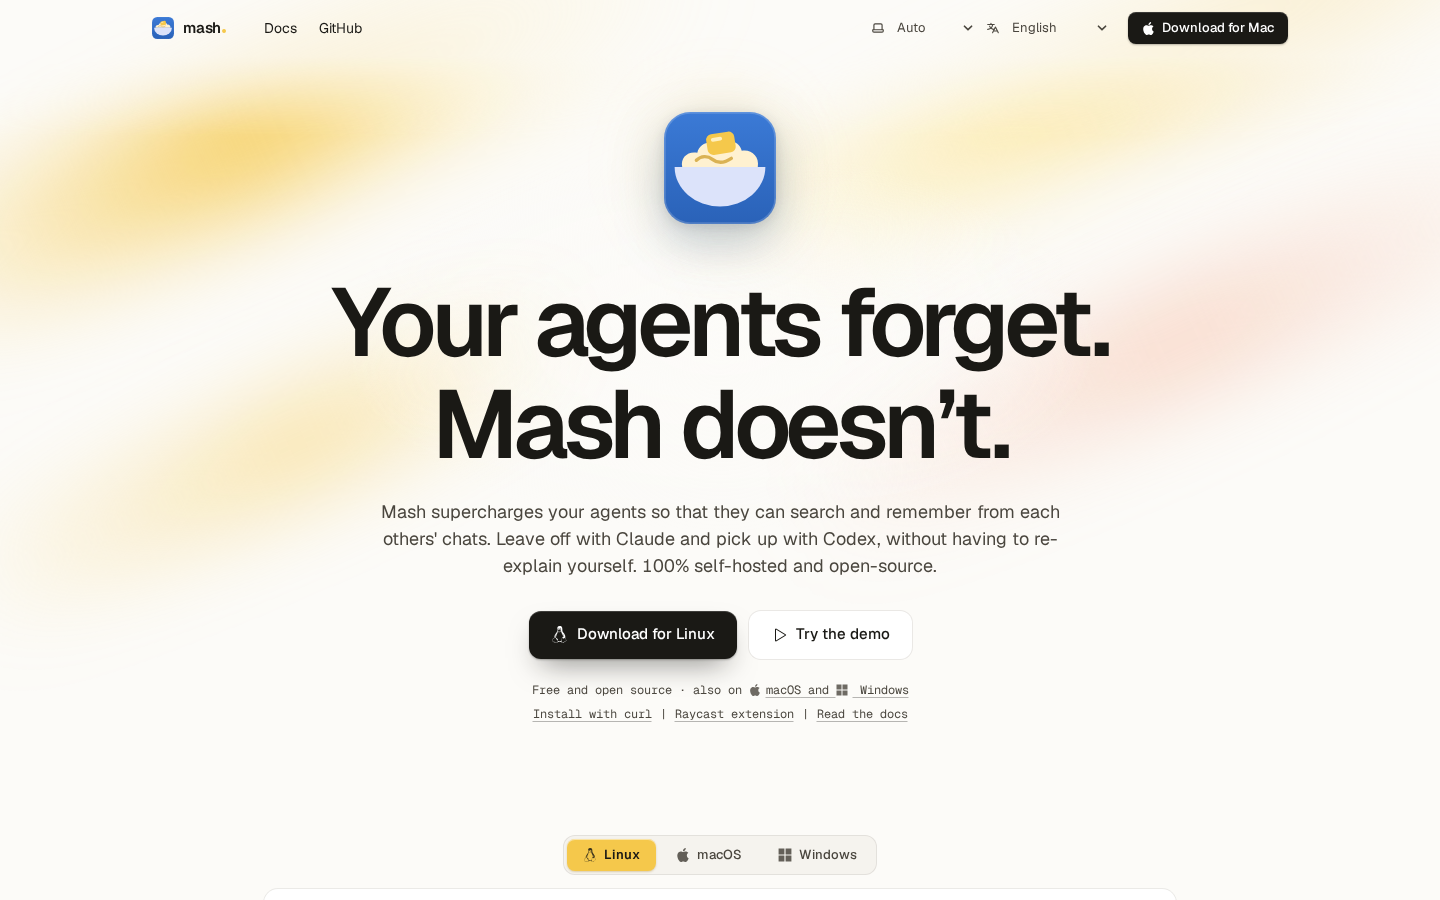 mash.
Docs
GitHub
Auto
English
Download for Mac
Your agents forget.
Mash doesn’t.
Mash supercharges your agents so that they can search and remember from each
others' chats. Leave off with Claude and pick up with Codex, without having to re-
explain yourself. 100% self-hosted and open-source.
Download for Linux
Try the demo
Free and open source · also on macOS and Windows
Install with curl | Raycast extension | Read the docs
Linux
macOS
Windows